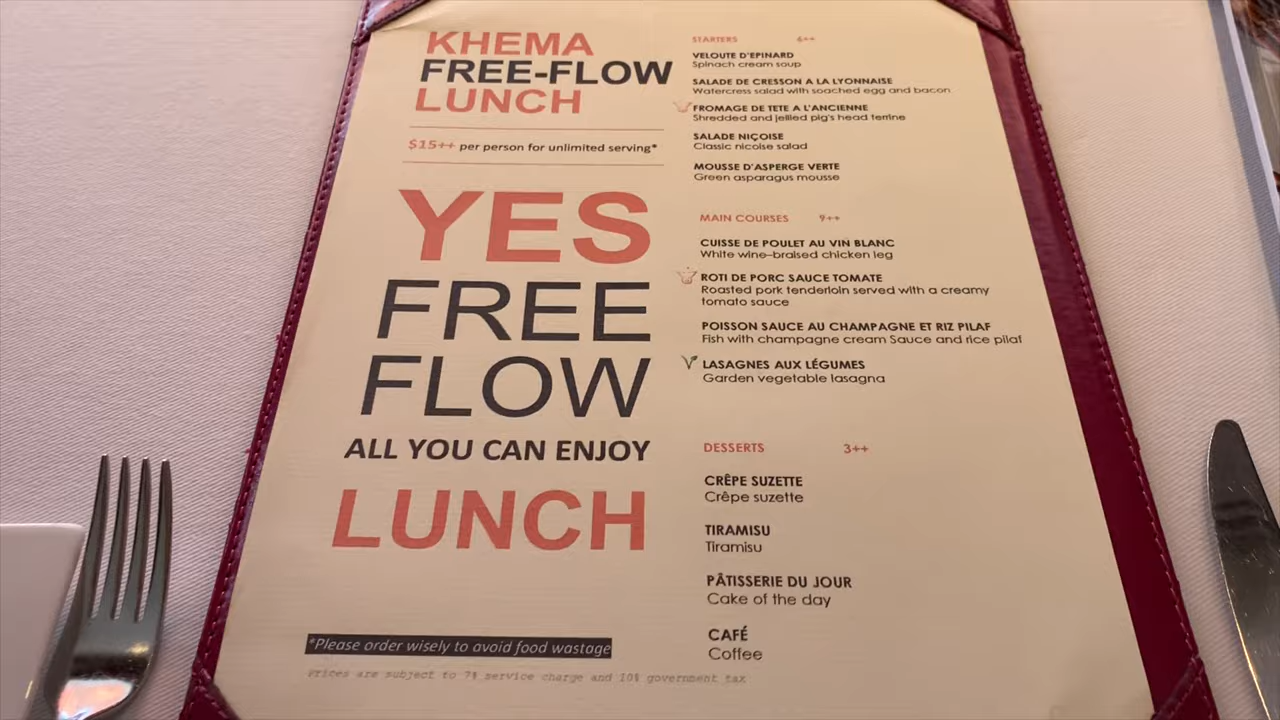 KHEMA
FREE-FLOW
LUNCH
$15++ per person for unlimited serving*
YES
FREE
FLOW
ALL YOU CAN ENJOY
LUNCH
*Please order wisely to avoid food wastage
Prices are subject to 7% service charge and 10% government tax
STARTERS 6++
VELOUTE D'EPINARD
Spinach cream soup
SALADE DE CRESSON A LA LYONNAISE
Watercress salad with soached egg and bacon
FROMAGE DE TETE A L'ANCIENNE
Shredded and jellied pig's head terrine
SALADE NIÇOISE
Classic nicoise salad
MOUSSE D'ASPERGE VERTE
Green asparagus mousse
MAIN COURSES 9++
CUISSE DE POULET AU VIN BLANC
White wine-braised chicken leg
ROTI DE PORC SAUCE TOMATE
Roasted pork tenderloin served with a creamy
tomato sauce
POISSON SAUCE AU CHAMPAGNE ET RIZ PILAF
Fish with champagne cream Sauce and rice pilaf
LASAGNES AUX LÉGUMES
Garden vegetable lasagna
DESSERTS 3++
CRÊPE SUZETTE
Crêpe suzette
TIRAMISU
Tiramisu
PÂTISSERIE DU JOUR
Cake of the day
CAFÉ
Coffee